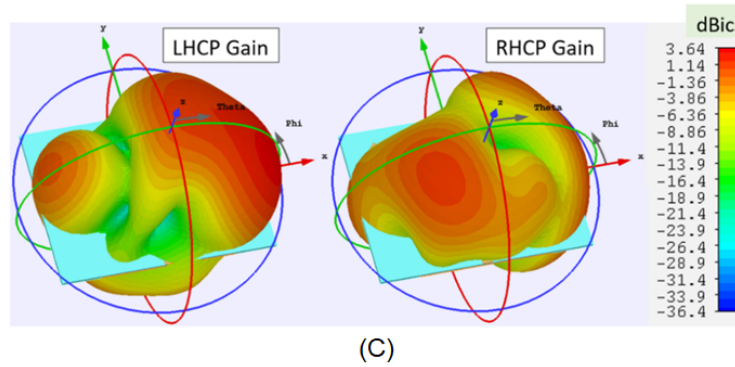 LHCP Gain
RHCP Gain
dBic
y
z
Theta
Phi
x
y
z
Theta
Phi
x
3.64
1.14
-1.36
-3.86
-6.36
-8.86
-11.4
-13.9
-16.4
-18.9
-21.4
-23.9
-26.4
-28.9
-31.4
-33.9
-36.4
(C)